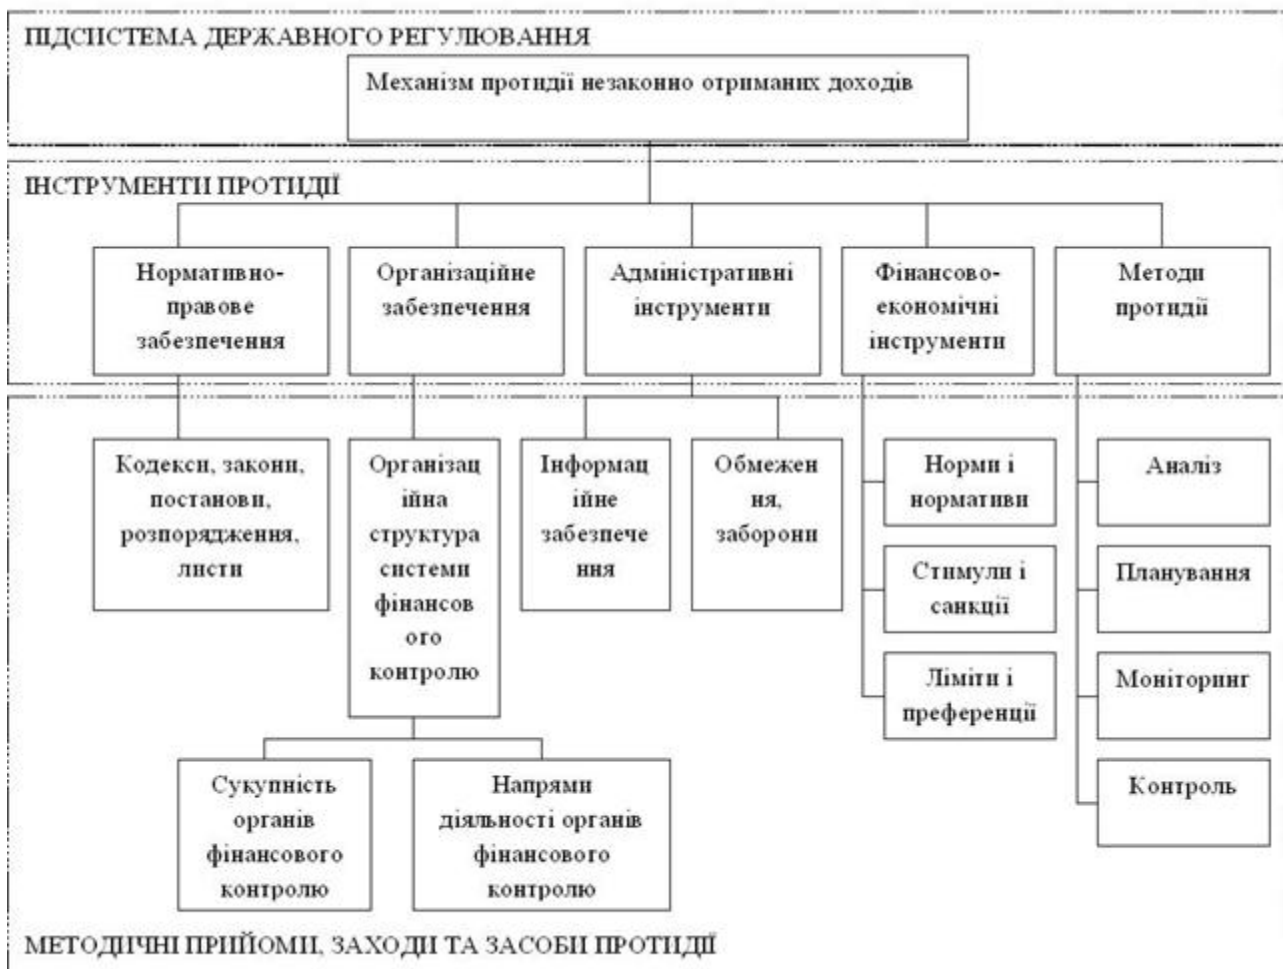 ПІДСИСТЕМА ДЕРЖАВНОГО РЕГУЛЮВАННЯ
Механізм протидії незаконно отриманих доходів
ІНСТРУМЕНТИ ПРОТИДІЇ
Нормативно-
правове
забезпечення
Організаційне
забезпечення
Адміністративні
інструменти
Фінансово-
економічні
інструменти
Методи
протидії
Кодекси, закони,
постанови,
розпорядження,
листи
Організац
ійна
структура
системи
фінансов
ого
контролю
Інформац
ійне
забезпече
ння
Обмежен
ня,
заборони
Норми і
нормативи
Стимули і
санкції
Ліміти і
преференції
Аналіз
Планування
Моніторинг
Контроль
Сукупність
органів
фінансового
контролю
Напрями
діяльності органів
фінансового
контролю
МЕТОДИЧНІ ПРИЙОМИ, ЗАХОДИ ТА ЗАСОБИ ПРОТИДІЇ